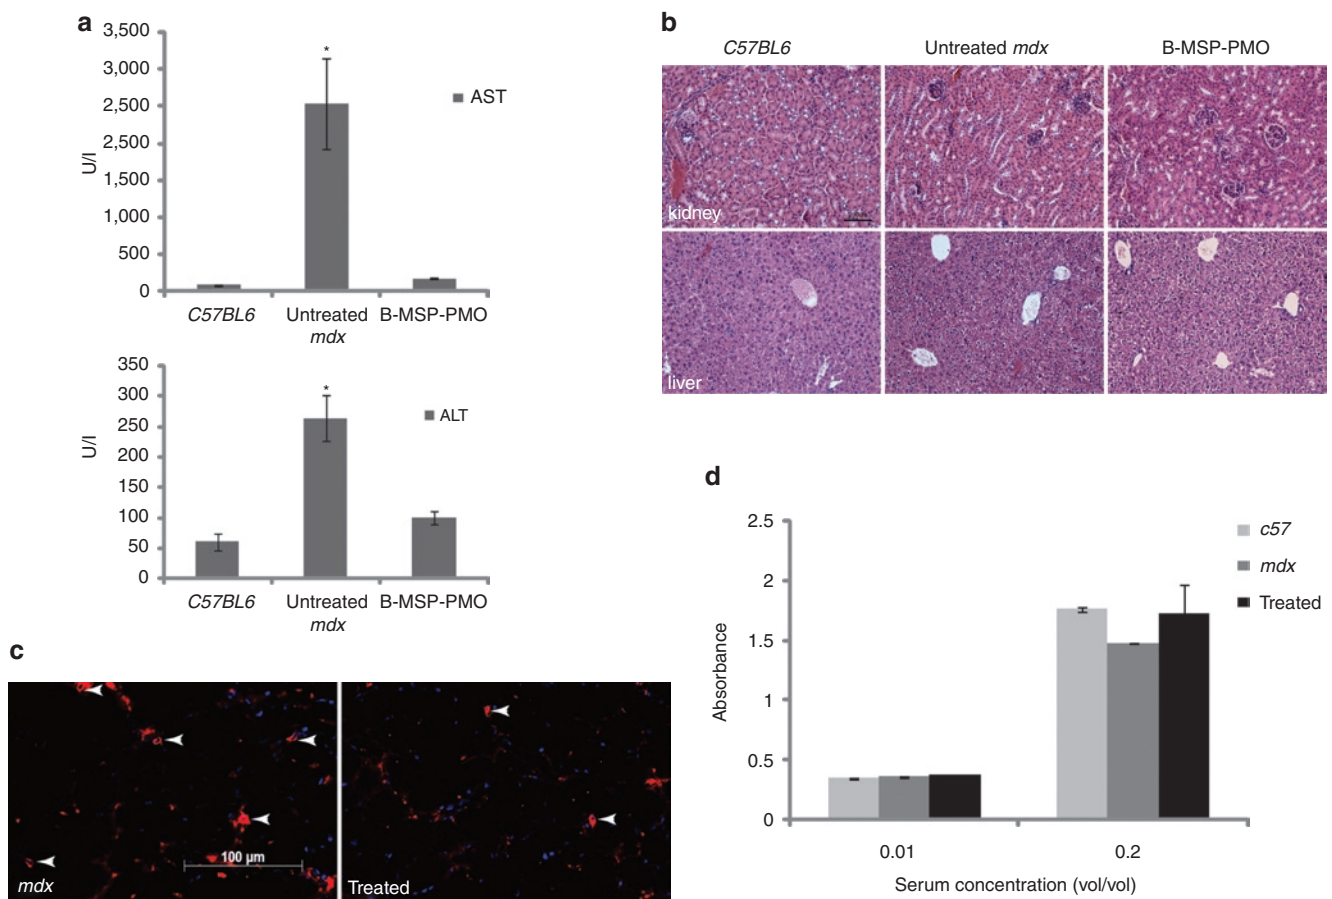 a
3,500
3,000
2,500
2,500
1,500
1,000
500
0
U/l
*
AST
C57BL6
Untreated
mdx
B-MSP-PMO
350
300
250
200
150
100
50
0
U/l
*
ALT
C57BL6
Untreated
mdx
B-MSP-PMO
b
C57BL6
Untreated mdx
B-MSP-PMO
kidney
liver
c
100 µm
mdx
Treated
d
2.5
2
1.5
1
0.5
0
Absorbance
c57
mdx
Treated
0.01
0.2
Serum concentration (vol/vol)